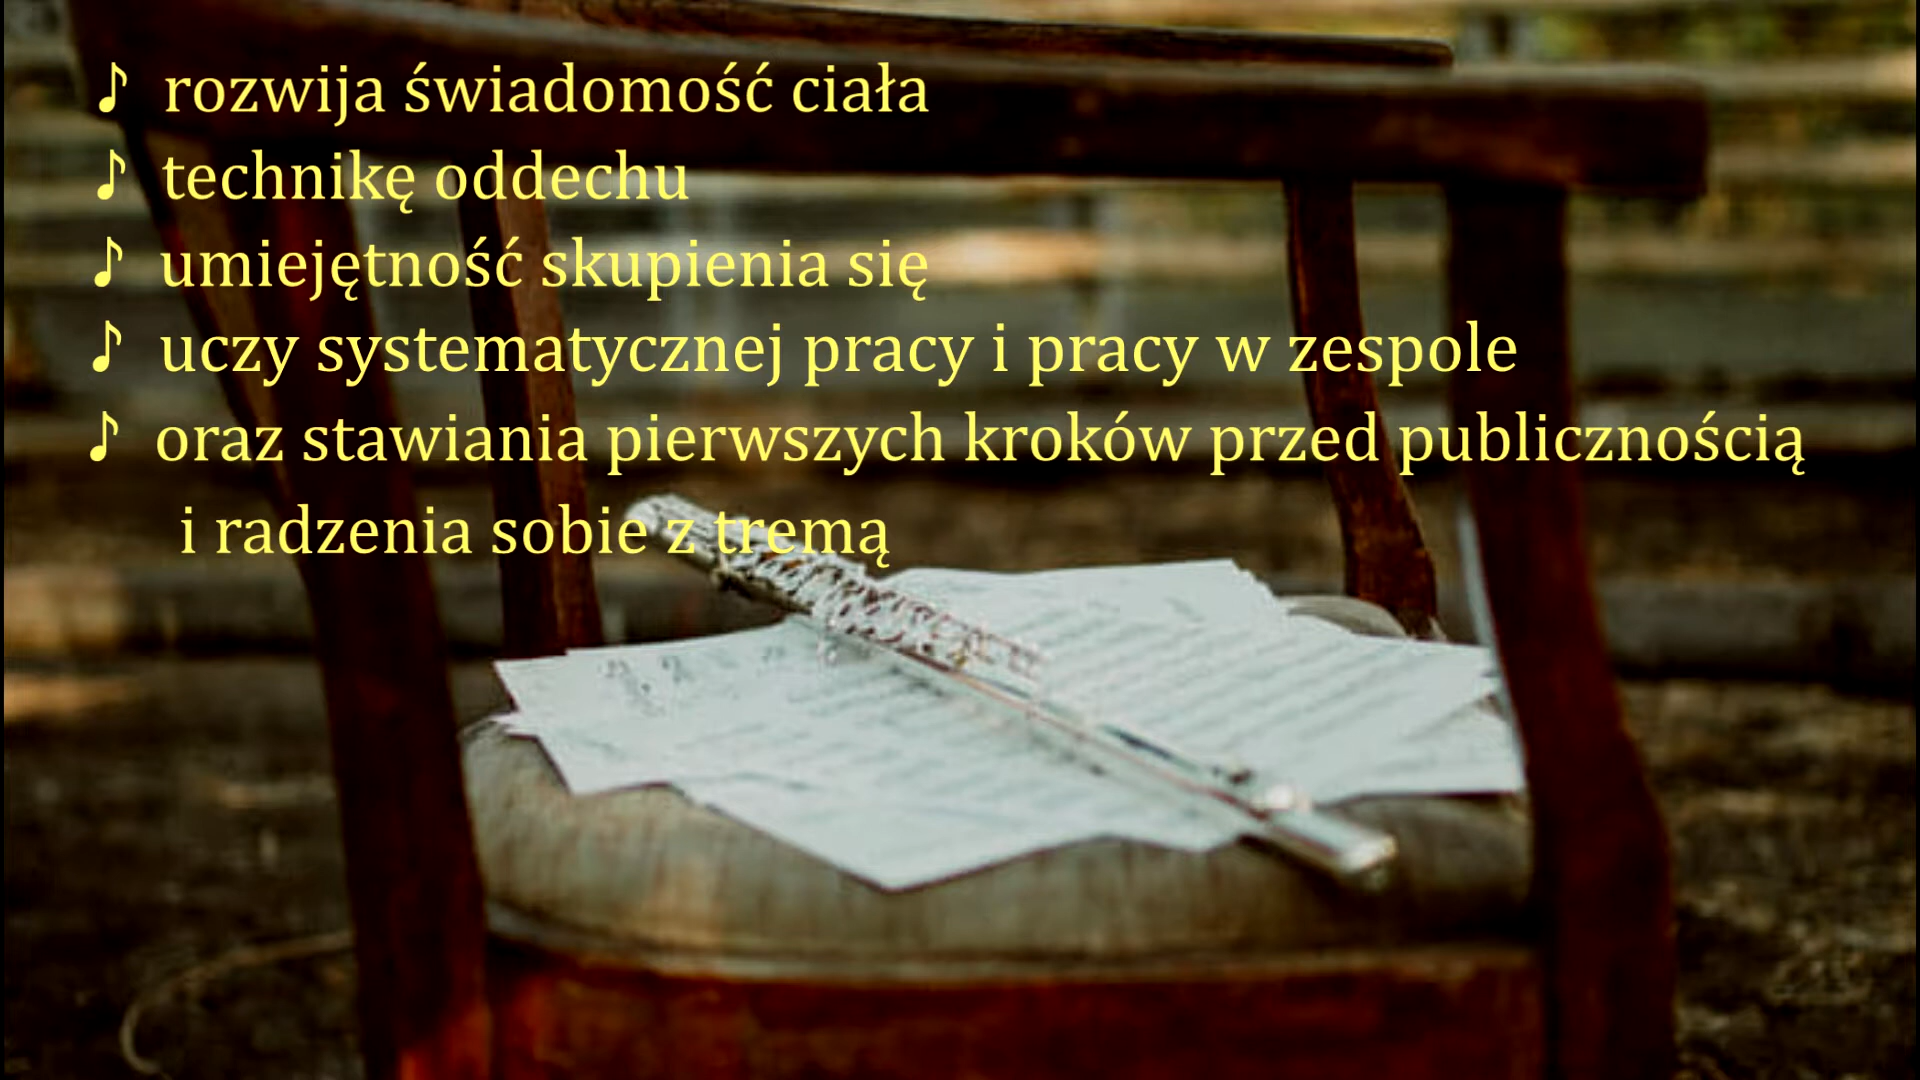 ♪ rozwija świadomość ciała
♪ technikę oddechu
♪ umiejętność skupienia się
♪ uczy systematycznej pracy i pracy w zespole
♪ oraz stawiania pierwszych kroków przed publicznością
i radzenia sobie z tremą